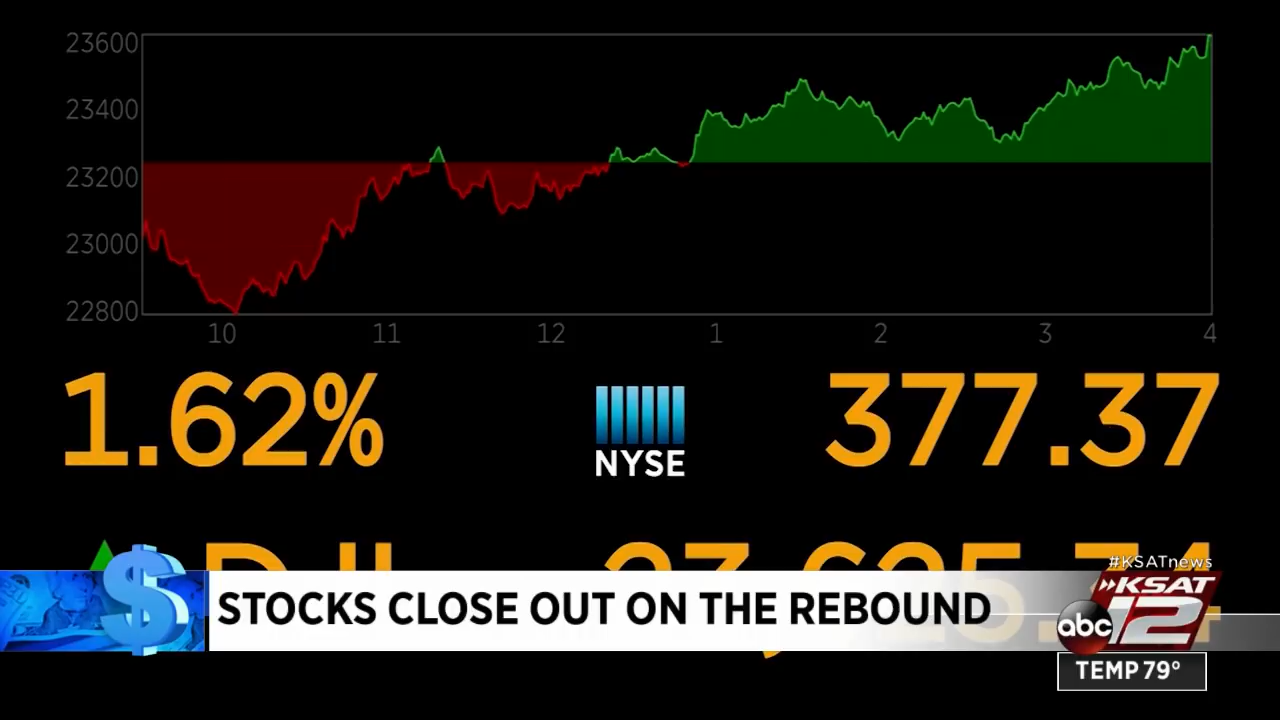 23600
23400
23200
23000
22800
10 11 12 1 2 3 4
1.62% NYSE 377.37
#KSATnews
STOCKS CLOSE OUT ON THE REBOUND
KSAT
abc 12
TEMP 79°